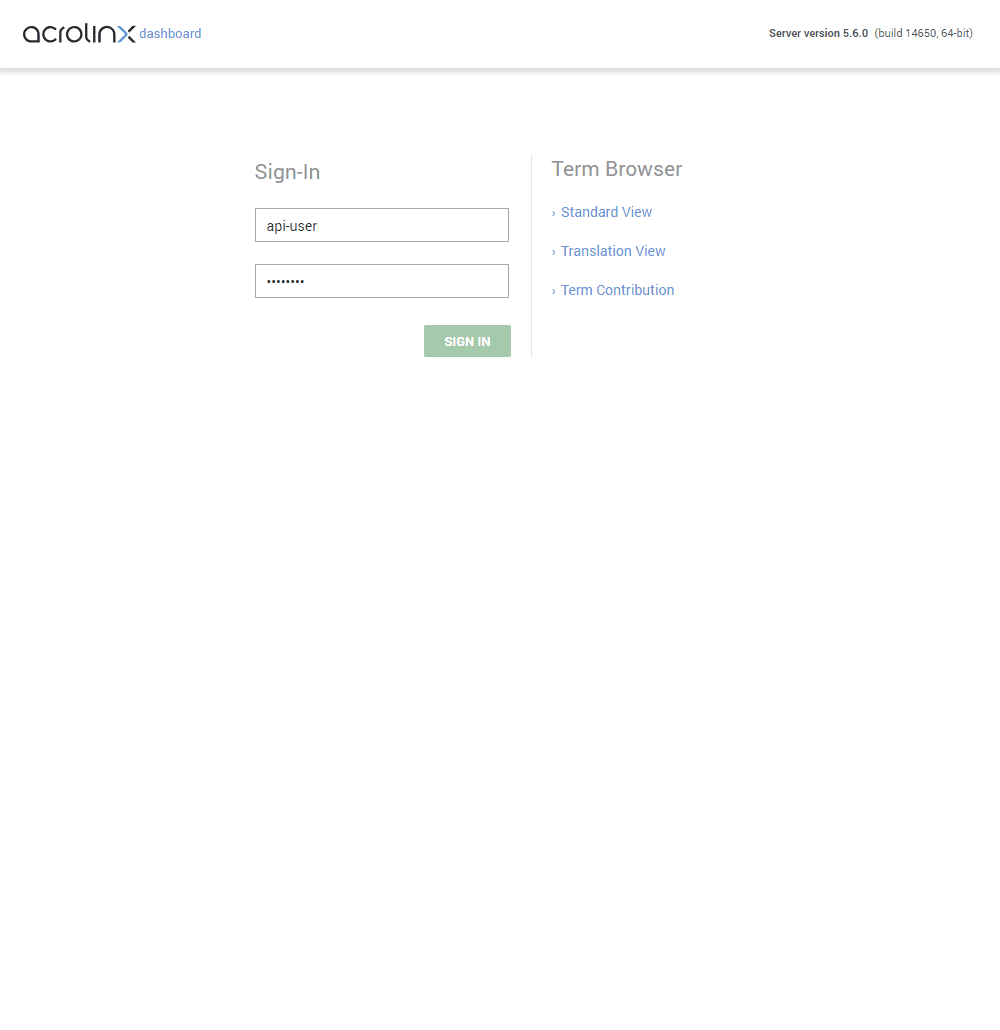 acrolinx dashboard
Server version 5.6.0 (build 14650, 64-bit)
Sign-In
api-user
••••••••
SIGN IN
Term Browser
› Standard View
› Translation View
› Term Contribution